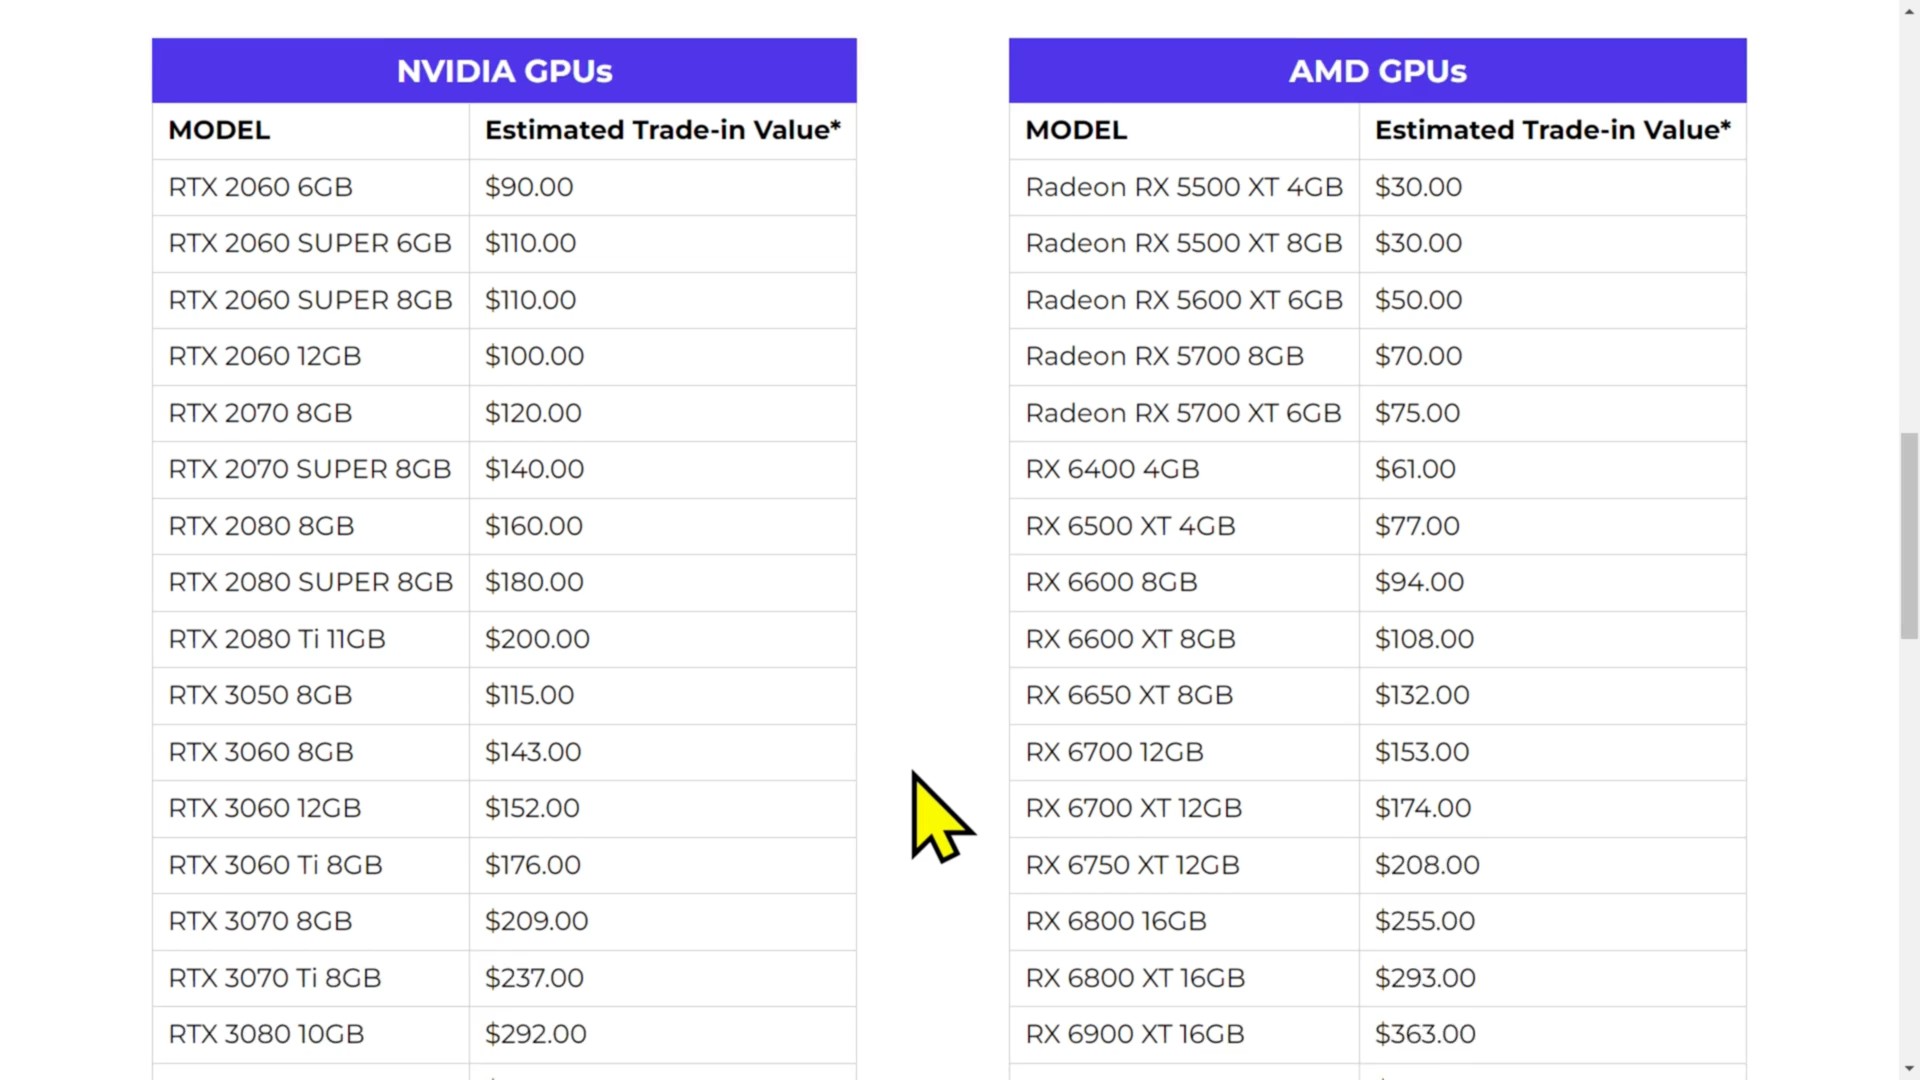 NVIDIA GPUs
MODEL Estimated Trade-in Value*
RTX 2060 6GB $90.00
RTX 2060 SUPER 6GB $110.00
RTX 2060 SUPER 8GB $110.00
RTX 2060 12GB $100.00
RTX 2070 8GB $120.00
RTX 2070 SUPER 8GB $140.00
RTX 2080 8GB $160.00
RTX 2080 SUPER 8GB $180.00
RTX 2080 Ti 11GB $200.00
RTX 3050 8GB $115.00
RTX 3060 8GB $143.00
RTX 3060 12GB $152.00
RTX 3060 Ti 8GB $176.00
RTX 3070 8GB $209.00
RTX 3070 Ti 8GB $237.00
RTX 3080 10GB $292.00
AMD GPUs
MODEL Estimated Trade-in Value*
Radeon RX 5500 XT 4GB $30.00
Radeon RX 5500 XT 8GB $30.00
Radeon RX 5600 XT 6GB $50.00
Radeon RX 5700 8GB $70.00
Radeon RX 5700 XT 6GB $75.00
RX 6400 4GB $61.00
RX 6500 XT 4GB $77.00
RX 6600 8GB $94.00
RX 6600 XT 8GB $108.00
RX 6650 XT 8GB $132.00
RX 6700 12GB $153.00
RX 6700 XT 12GB $174.00
RX 6750 XT 12GB $208.00
RX 6800 16GB $255.00
RX 6800 XT 16GB $293.00
RX 6900 XT 16GB $363.00